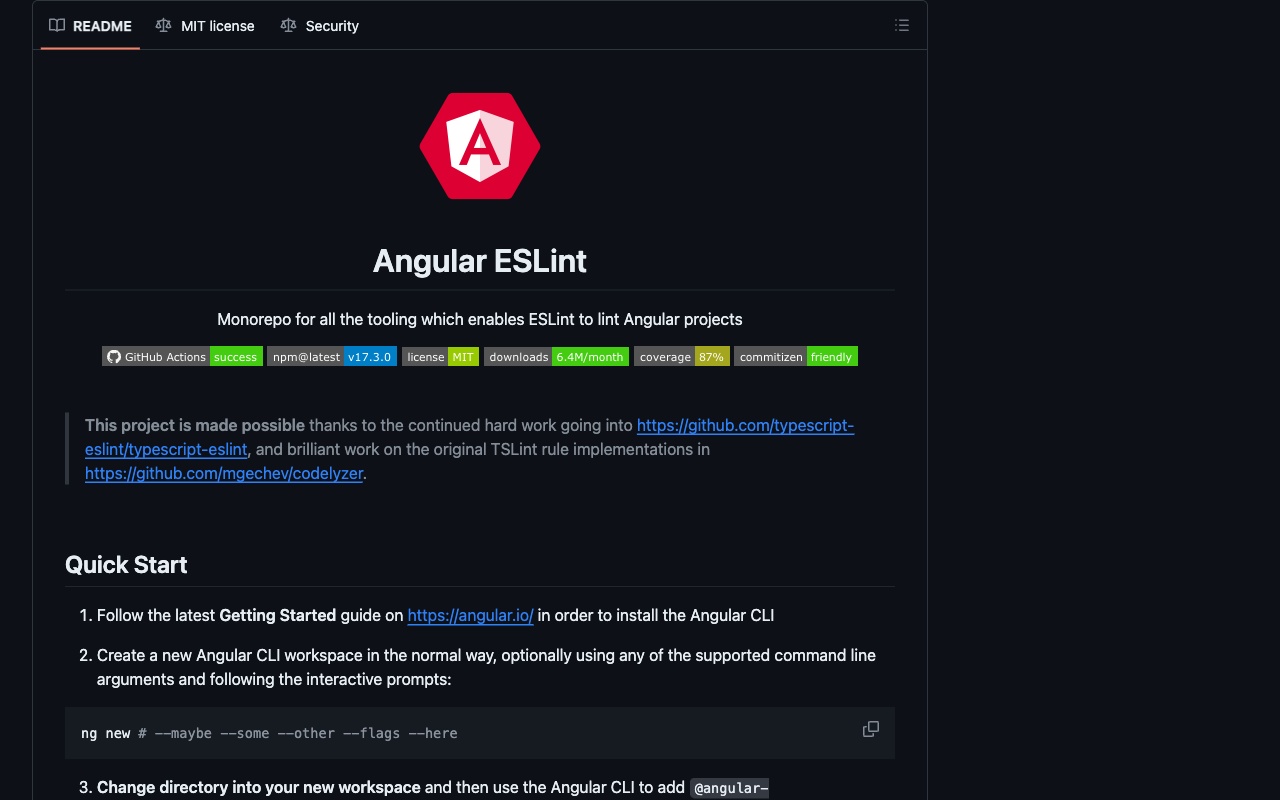 README MIT license Security
A
Angular ESLint
Monorepo for all the tooling which enables ESLint to lint Angular projects
GitHub Actions success npm@latest v17.3.0 license MIT downloads 6.4M/month coverage 87% commitizen friendly
This project is made possible thanks to the continued hard work going into https://github.com/typescript-
eslint/typescript-eslint, and brilliant work on the original TSLint rule implementations in
https://github.com/mgechev/codelyzer.
Quick Start
1. Follow the latest Getting Started guide on https://angular.io/ in order to install the Angular CLI
2. Create a new Angular CLI workspace in the normal way, optionally using any of the supported command line
arguments and following the interactive prompts:
ng new # --maybe --some --other --flags --here
3. Change directory into your new workspace and then use the Angular CLI to add @angular-